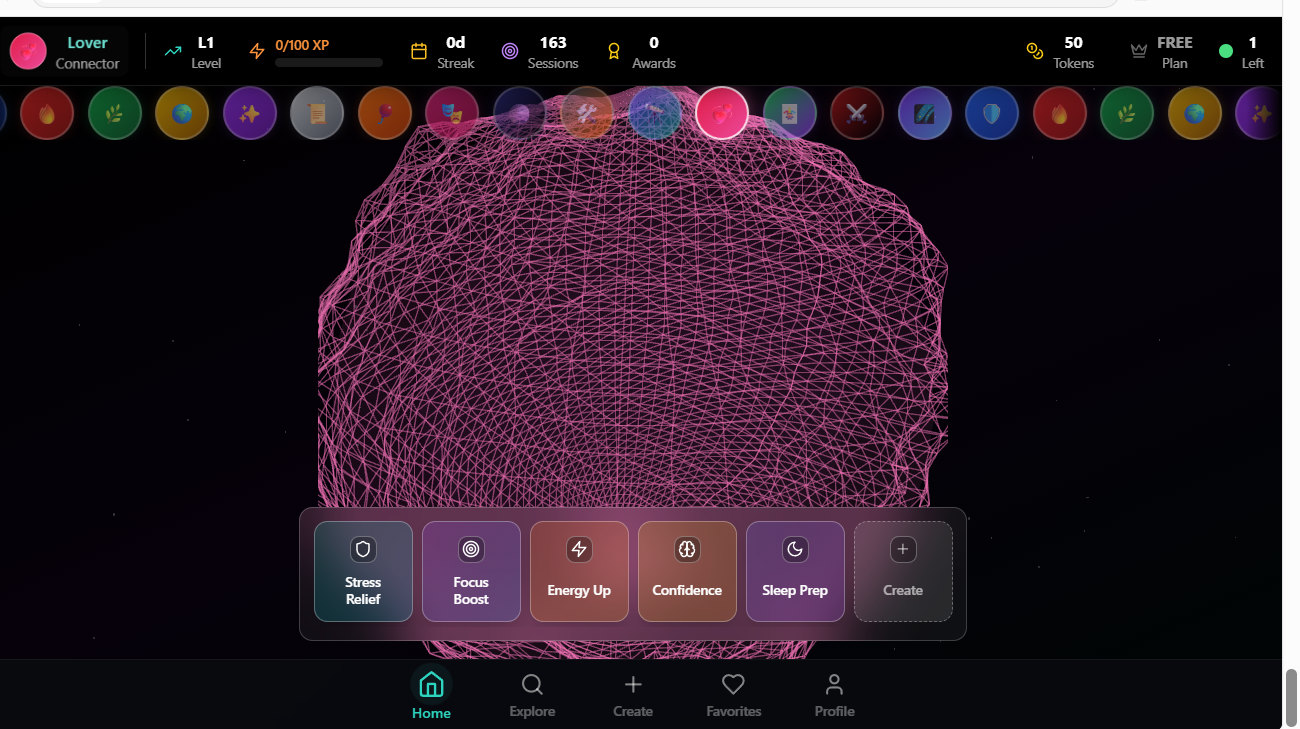 Lover
Connector
L1
Level
0/100 XP
0d
Streak
163
Sessions
0
Awards
50
Tokens
FREE
Plan
1
Left
Stress
Relief
Focus
Boost
Energy Up
Confidence
Sleep Prep
Create
Home
Explore
Create
Favorites
Profile